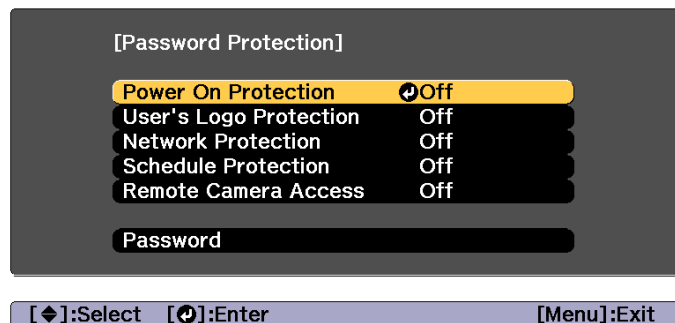 [Password Protection]
Power On Protection Off
User's Logo Protection Off
Network Protection Off
Schedule Protection Off
Remote Camera Access Off
Password
[◆]:Select [↲]:Enter [Menu]:Exit